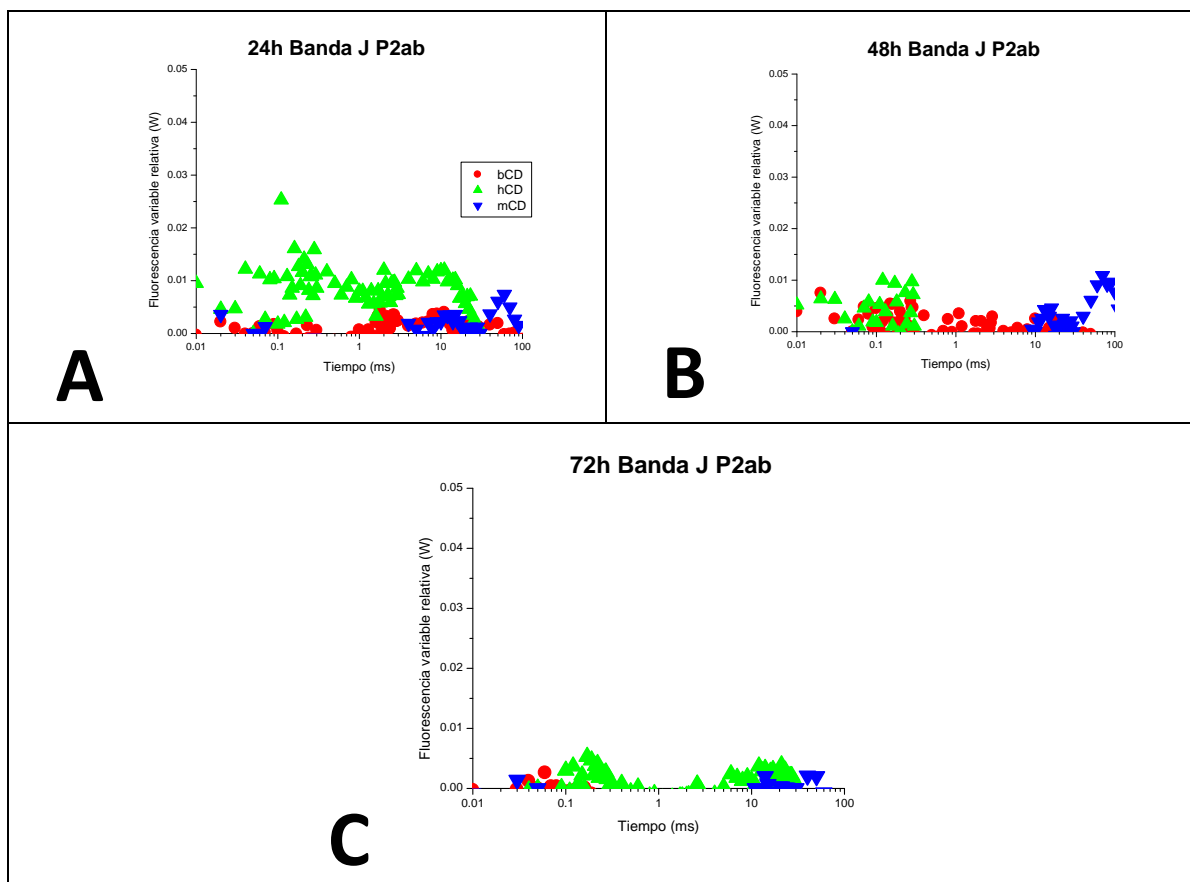 24h Banda J P2ab
0.05
0.04
0.03
0.02
0.01
0.00
Fluorescencia variable relativa (W)
0.01
0.1
1
10
100
Tiempo (ms)
bCD
hCD
mCD
A
48h Banda J P2ab
0.05
0.04
0.03
0.02
0.01
0.00
Fluorescencia variable relativa (W)
0.01
0.1
1
10
100
Tiempo (ms)
B
72h Banda J P2ab
0.05
0.04
0.03
0.02
0.01
0.00
Fluorescencia variable relativa (W)
0.01
0.1
1
10
100
Tiempo (ms)
C